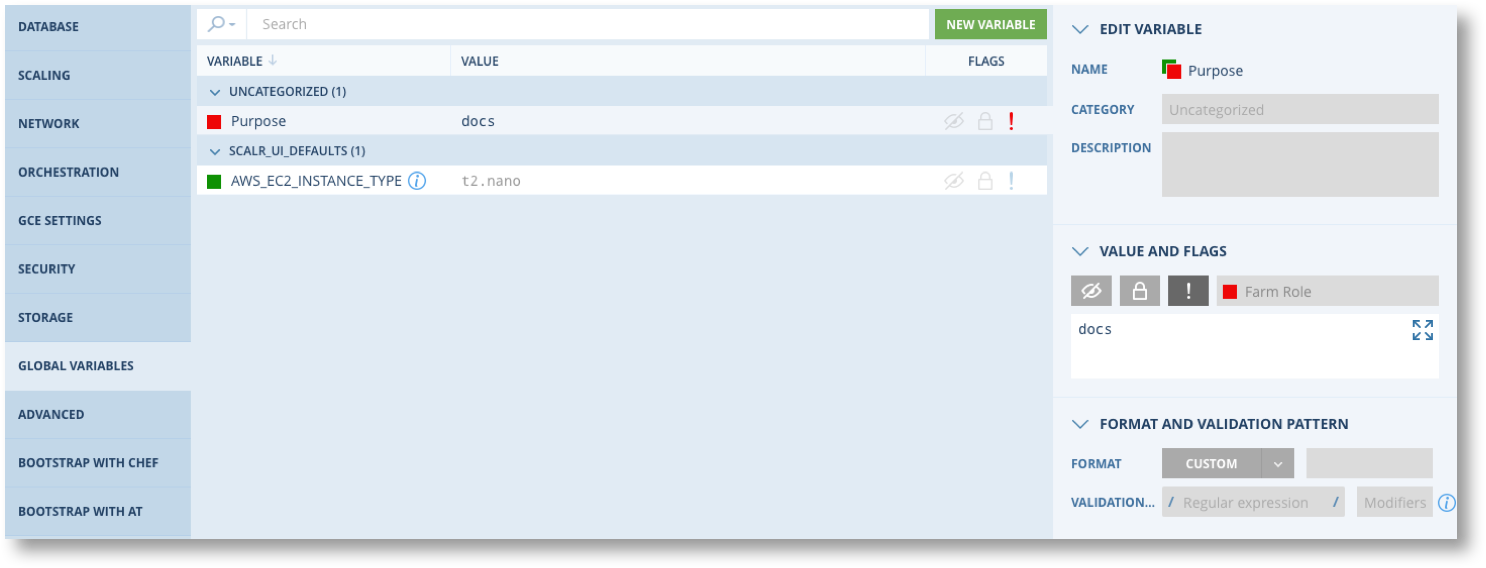 DATABASE
SCALING
NETWORK
ORCHESTRATION
GCE SETTINGS
SECURITY
STORAGE
GLOBAL VARIABLES
ADVANCED
BOOTSTRAP WITH CHEF
BOOTSTRAP WITH AT
Search
NEW VARIABLE
VARIABLE VALUE FLAGS
UNCATEGORIZED (1)
Purpose docs !
SCALR_UI_DEFAULTS (1)
AWS_EC2_INSTANCE_TYPE i t2.nano !
EDIT VARIABLE
NAME Purpose
CATEGORY Uncategorized
DESCRIPTION
VALUE AND FLAGS
! Farm Role
docs
FORMAT AND VALIDATION PATTERN
FORMAT CUSTOM
VALIDATION... / Regular expression / Modifiers i